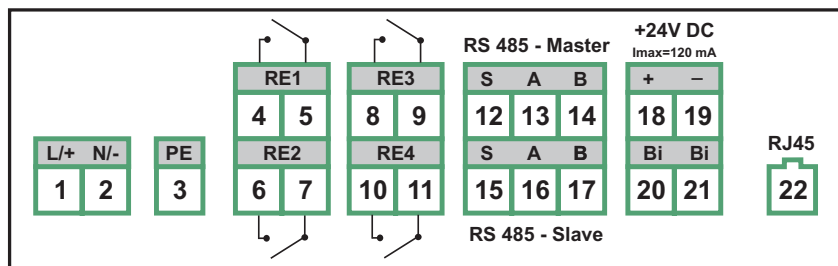 +24V DC
RS 485 - Master
Imax=120 mA
RE1 RE3 S A B + –
4 5 8 9 12 13 14 18 19
RJ45
L/+ N/- PE RE2 RE4 S A B Bi Bi
1 2 3 6 7 10 11 15 16 17 20 21 22
RS 485 - Slave